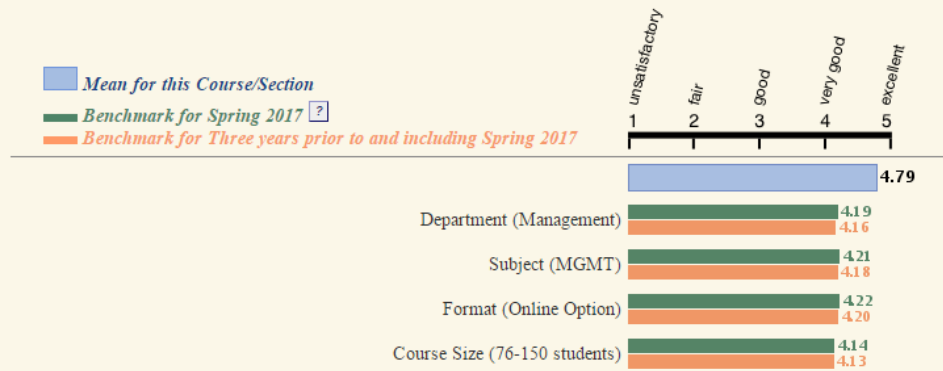 unsatisfactory
fair
good
very good
excellent
Mean for this Course/Section
Benchmark for Spring 2017 ?
Benchmark for Three years prior to and including Spring 2017
1 2 3 4 5
4.79
Department (Management) 4.19
4.16
Subject (MGMT) 4.21
4.18
Format (Online Option) 4.22
4.20
Course Size (76-150 students) 4.14
4.13